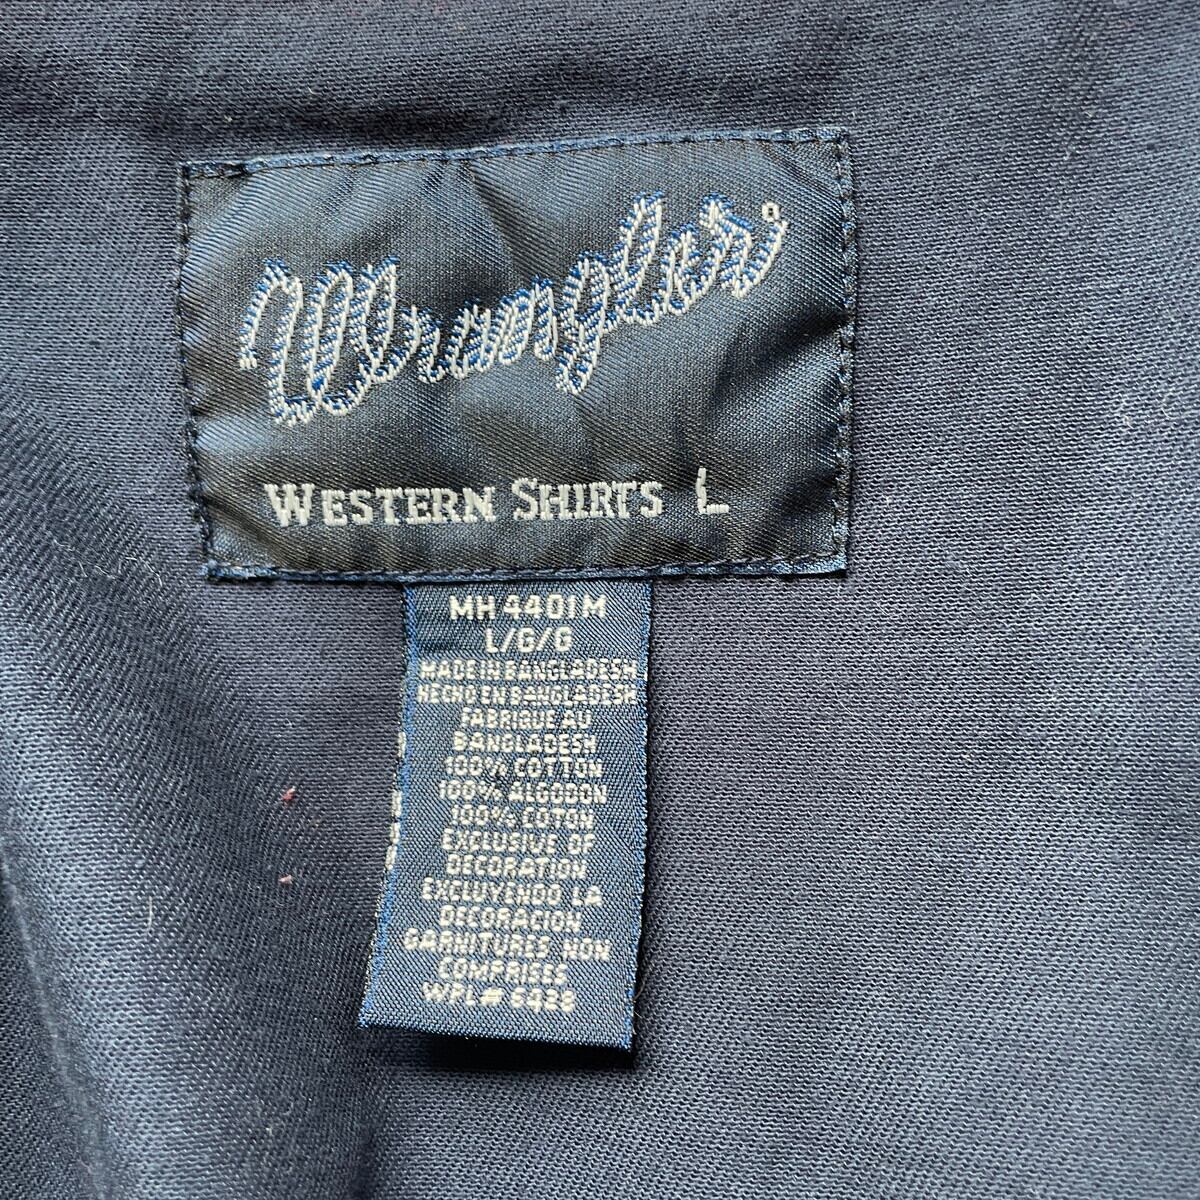 Wrangler®
WESTERN SHIRTS L
MH 4401M
L/G/G
MADE IN BANGLADESH
HECHO EN BANGLADESH
FABRIQUE AU
BANGLADESH
100% COTTON
100% ALGODON
100% COTON
EXCLUSIVE OF
DECORATION
EXCLUYENDO LA
DECORACION
GARNITURES NON
COMPRISES
WPL# 6428